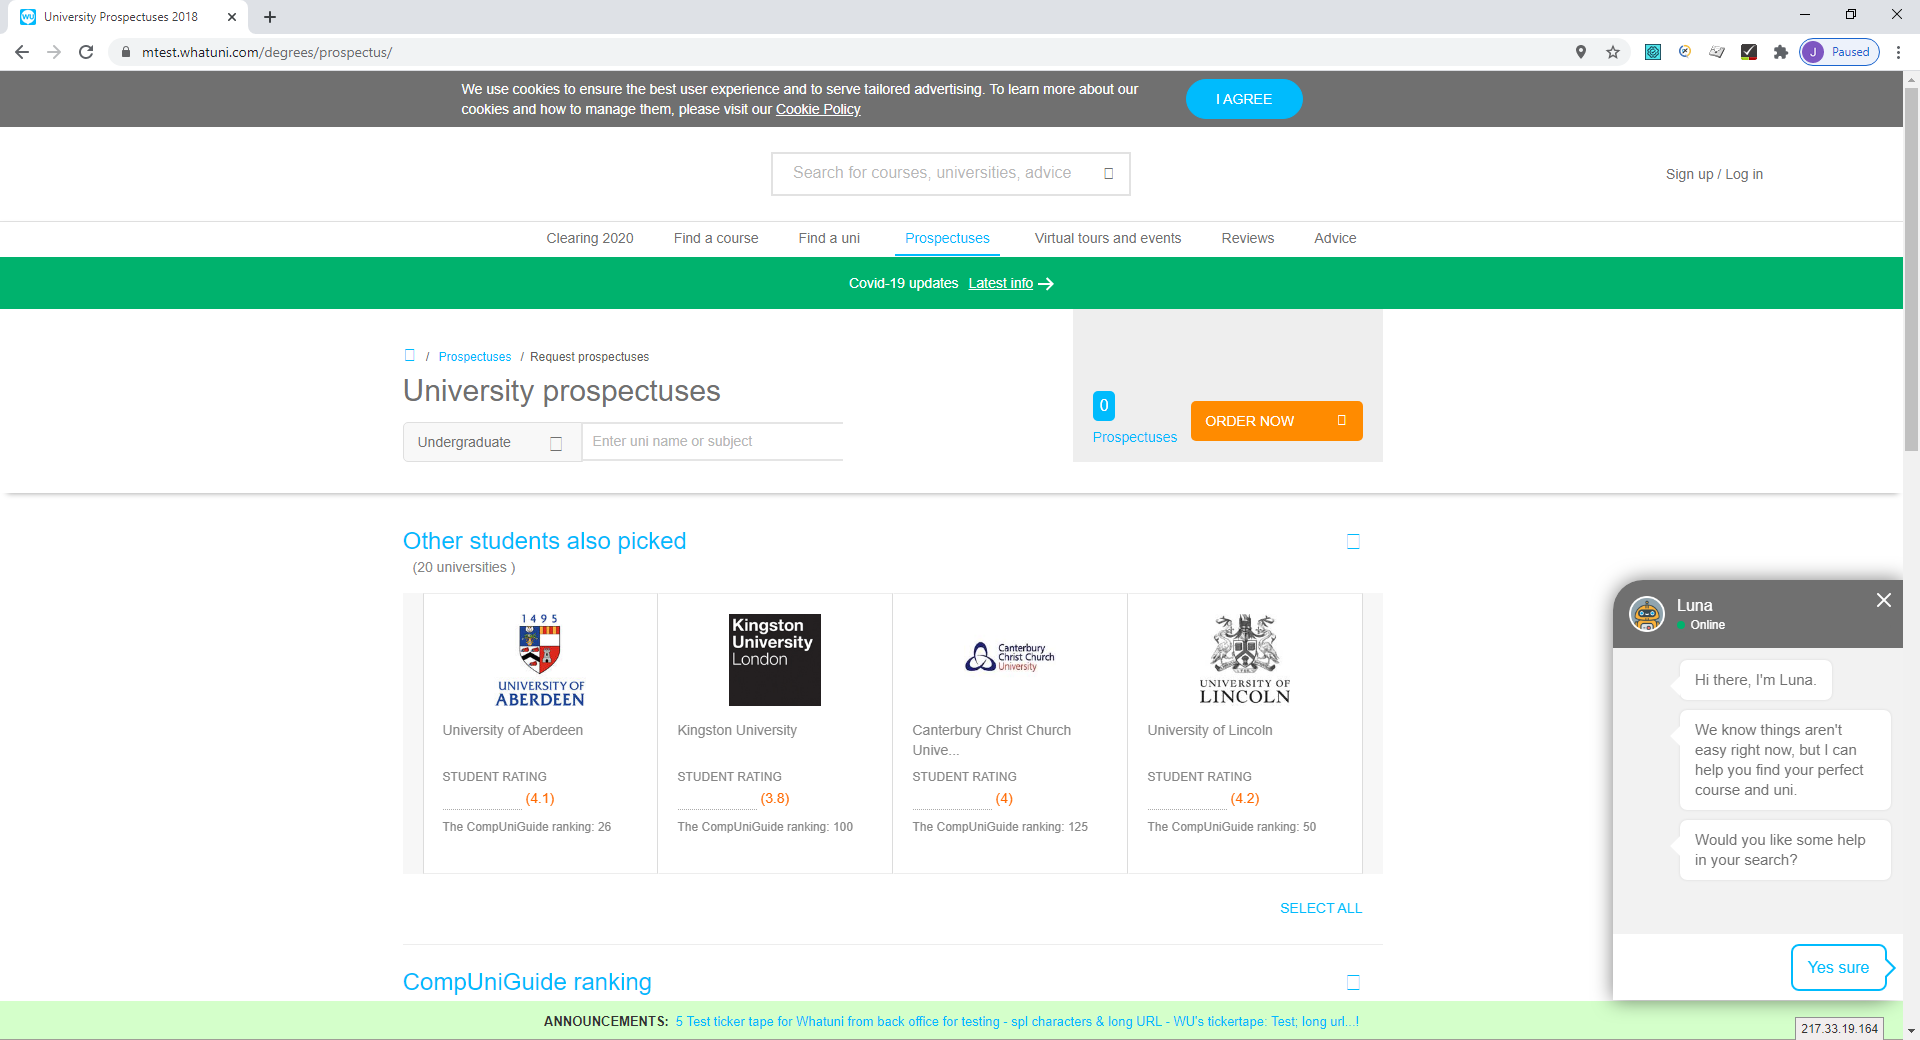 University Prospectuses 2018
mtest.whatuni.com/degrees/prospectus/
J Paused
We use cookies to ensure the best user experience and to serve tailored advertising. To learn more about our
cookies and how to manage them, please visit our Cookie Policy
I AGREE
Search for courses, universities, advice
Sign up / Log in
Clearing 2020 Find a course Find a uni Prospectuses Virtual tours and events Reviews Advice
Covid-19 updates Latest info
/ Prospectuses / Request prospectuses
University prospectuses
Undergraduate
Enter uni name or subject
0
Prospectuses
ORDER NOW
Other students also picked
(20 universities )
1495
UNIVERSITY OF
ABERDEEN
University of Aberdeen
STUDENT RATING
(4.1)
The CompUniGuide ranking: 26
Kingston
University
London
Kingston University
STUDENT RATING
(3.8)
The CompUniGuide ranking: 100
Canterbury
Christ Church
University
Canterbury Christ Church
Unive...
STUDENT RATING
(4)
The CompUniGuide ranking: 125
UNIVERSITY OF
LINCOLN
University of Lincoln
STUDENT RATING
(4.2)
The CompUniGuide ranking: 50
SELECT ALL
CompUniGuide ranking
Luna
Online
Hi there, I'm Luna.
We know things aren't
easy right now, but I can
help you find your perfect
course and uni.
Would you like some help
in your search?
Yes sure
ANNOUNCEMENTS: 5 Test ticker tape for Whatuni from back office for testing - spl characters & long URL - WU's tickertape: Test; long url...!
217.33.19.164